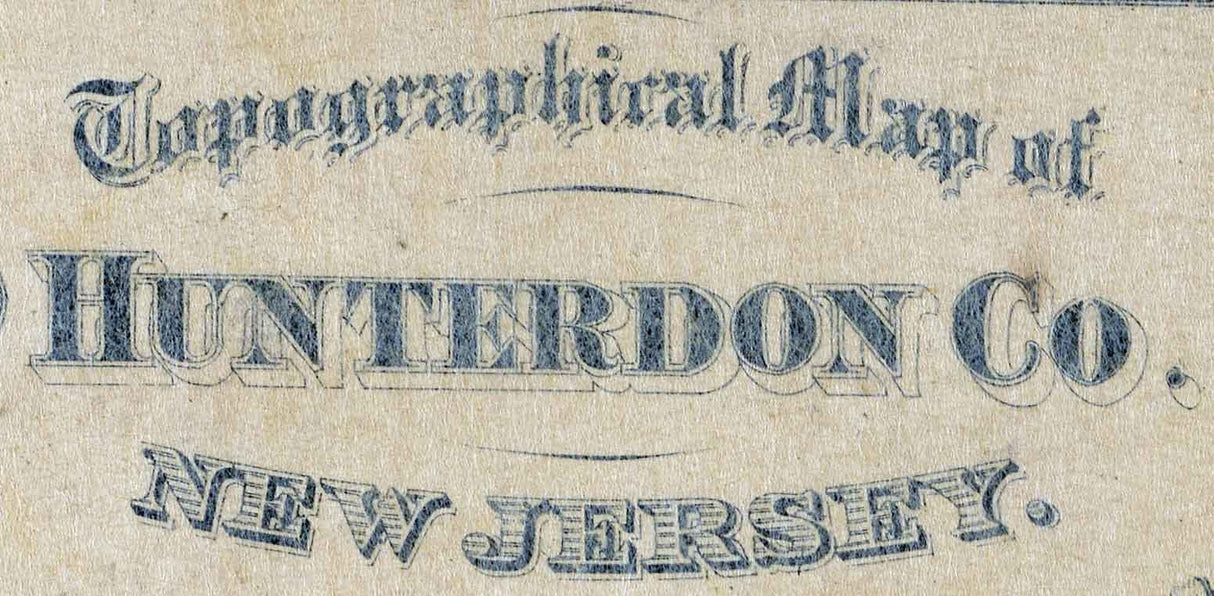 Topographical Map of
HUNTERDON CO.
NEW JERSEY.